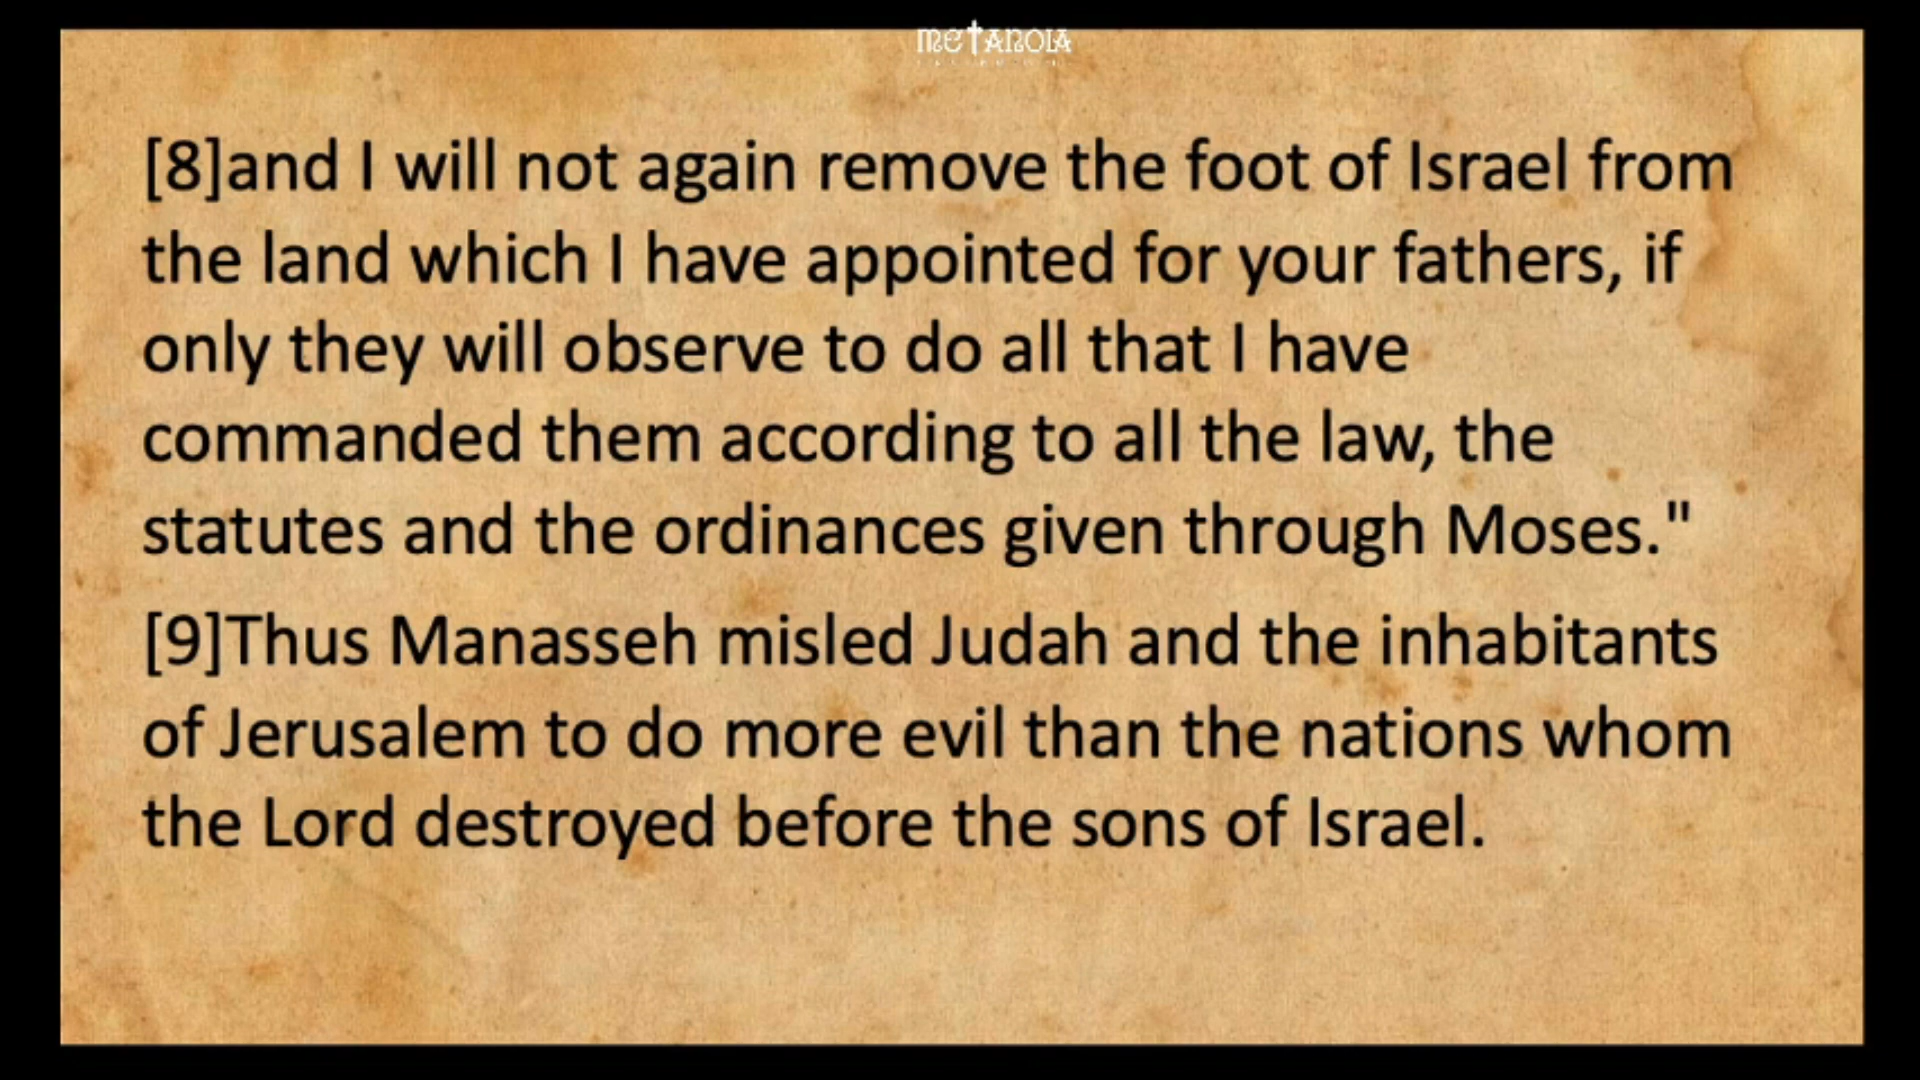 metanoia
[8]and I will not again remove the foot of Israel from
the land which I have appointed for your fathers, if
only they will observe to do all that I have
commanded them according to all the law, the
statutes and the ordinances given through Moses."
[9]Thus Manasseh misled Judah and the inhabitants
of Jerusalem to do more evil than the nations whom
the Lord destroyed before the sons of Israel.